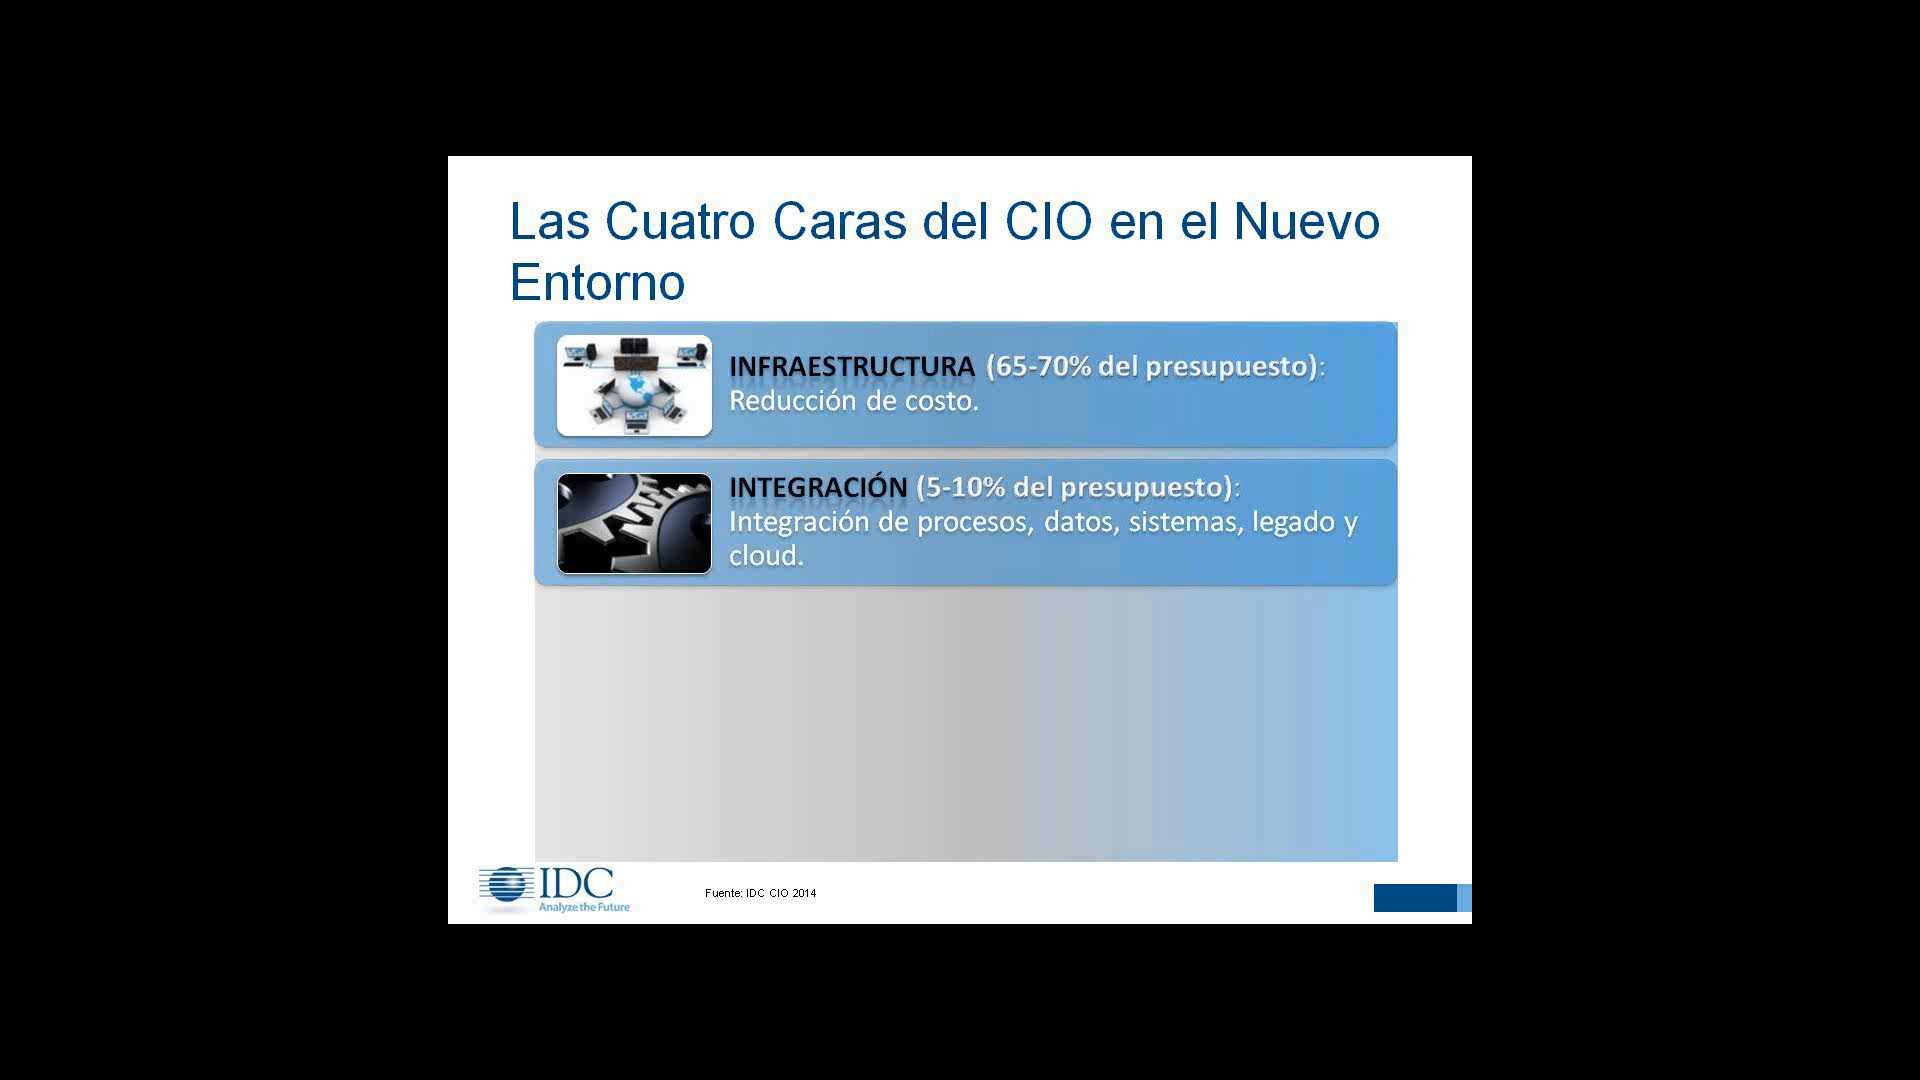 Las Cuatro Caras del CIO en el Nuevo
Entorno
INFRAESTRUCTURA (65-70% del presupuesto):
Reducción de costo.
INTEGRACIÓN (5-10% del presupuesto):
Integración de procesos, datos, sistemas, legado y
cloud.
IDC
Analyze the Future
Fuente: IDC CIO 2014